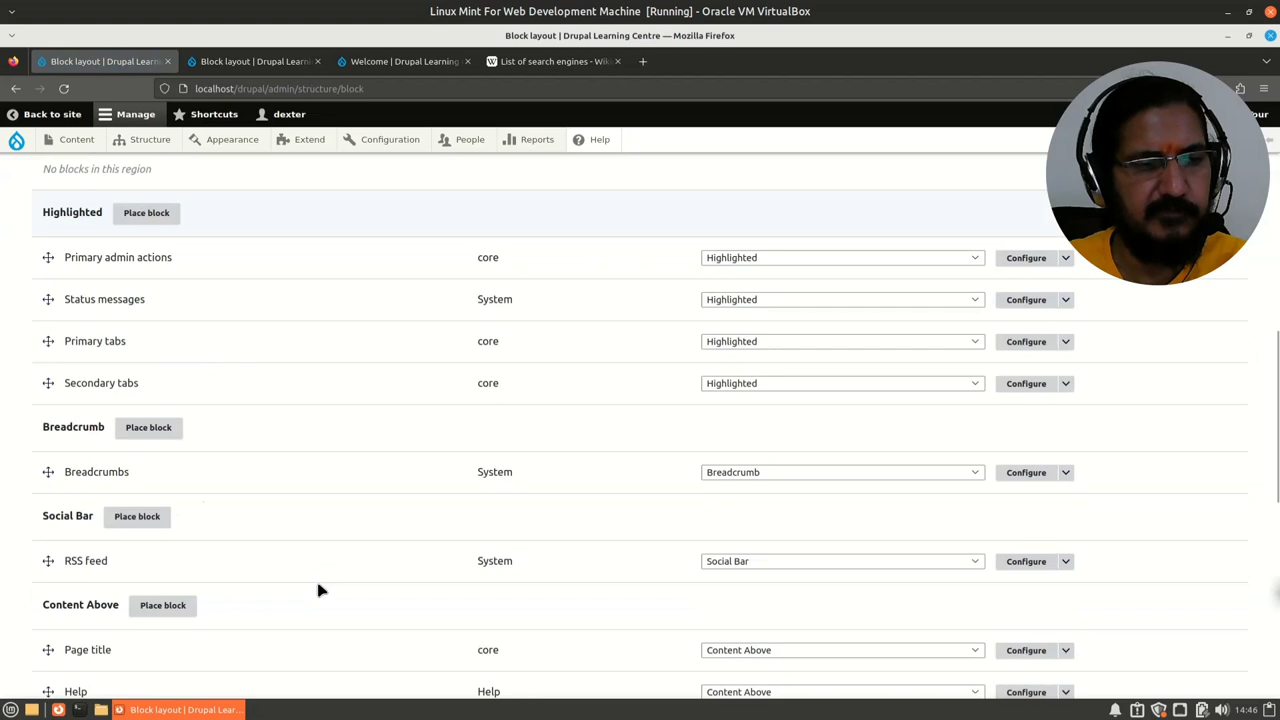 Linux Mint For Web Development Machine [Running] - Oracle VM VirtualBox
Block layout | Drupal Learning Centre — Mozilla Firefox
Block layout | Drupal Learni
Block layout | Drupal Learni
Welcome | Drupal Learning
List of search engines - Wiki
localhost/drupal/admin/structure/block
Back to site
Manage
Shortcuts
dexter
our
Content
Structure
Appearance
Extend
Configuration
People
Reports
Help
No blocks in this region
Highlighted
Place block
Primary admin actions
core
Highlighted
Configure
Status messages
System
Highlighted
Configure
Primary tabs
core
Highlighted
Configure
Secondary tabs
core
Highlighted
Configure
Breadcrumb
Place block
Breadcrumbs
System
Breadcrumb
Configure
Social Bar
Place block
RSS feed
System
Social Bar
Configure
Content Above
Place block
Page title
core
Content Above
Configure
Help
Help
Content Above
Configure
Block layout | Drupal Lear...
14:46